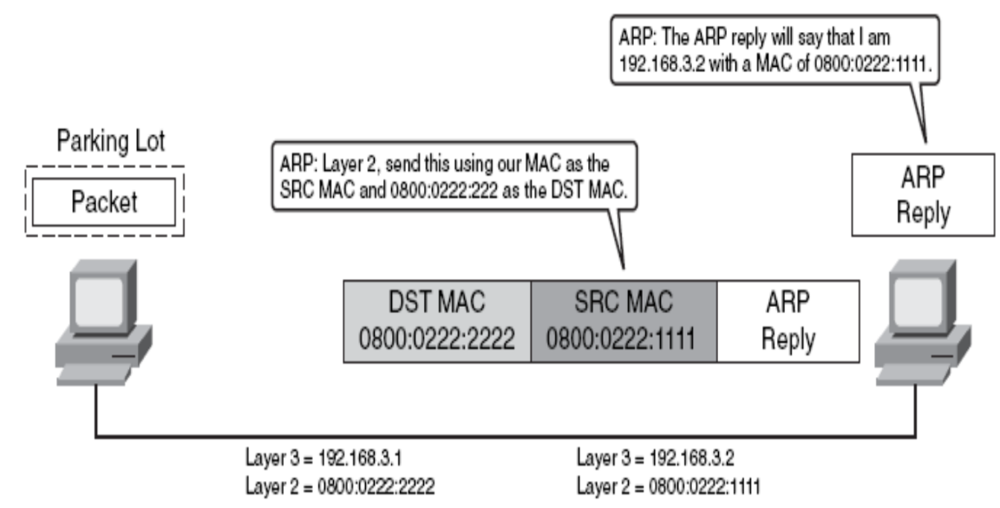 ARP: The ARP reply will say that I am
192.168.3.2 with a MAC of 0800:0222:1111.
Parking Lot
Packet
ARP: Layer 2, send this using our MAC as the
SRC MAC and 0800:0222:222 as the DST MAC.
ARP
Reply
DST MAC
0800:0222:2222
SRC MAC
0800:0222:1111
ARP
Reply
Layer 3 = 192.168.3.1
Layer 2 = 0800:0222:2222
Layer 3 = 192.168.3.2
Layer 2 = 0800:0222:1111